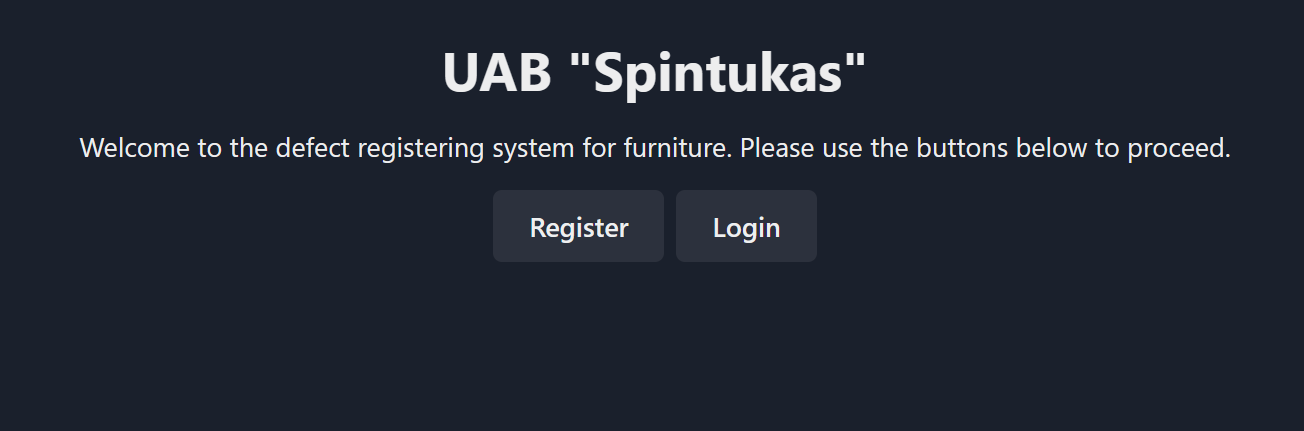 UAB "Spintukas"
Welcome to the defect registering system for furniture. Please use the buttons below to proceed.
Register Login